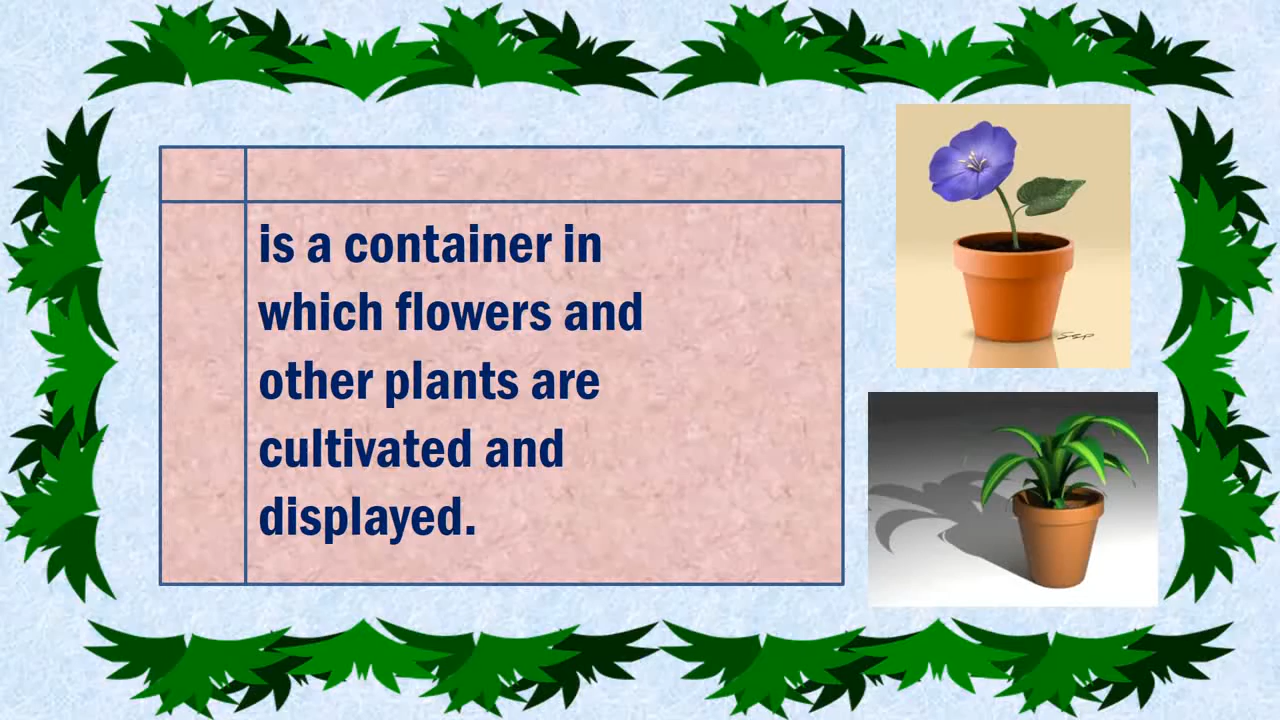 is a container in
which flowers and
other plants are
cultivated and
displayed.